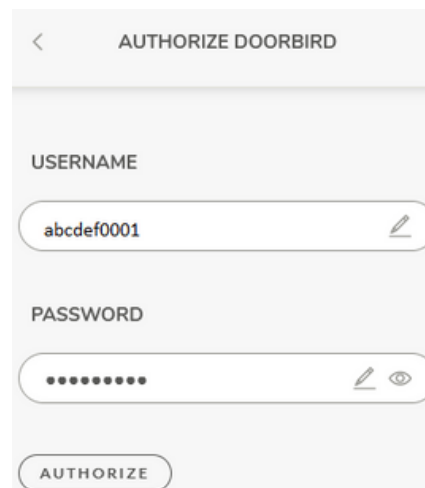 AUTHORIZE DOORBIRD
USERNAME
abcdef0001
PASSWORD
•••••••••
AUTHORIZE